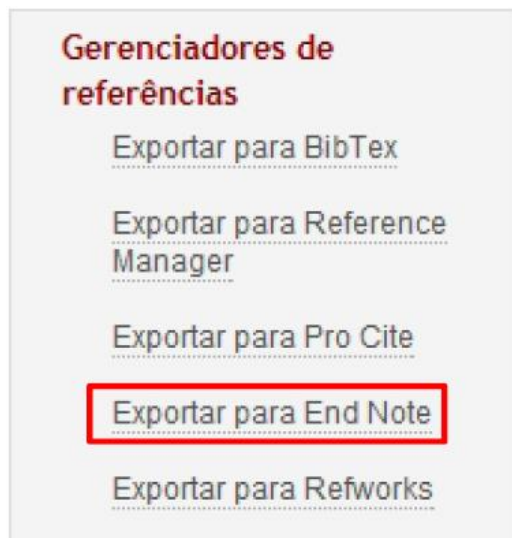 Gerenciadores de
referências
Exportar para BibTex
Exportar para Reference
Manager
Exportar para Pro Cite
Exportar para End Note
Exportar para Refworks